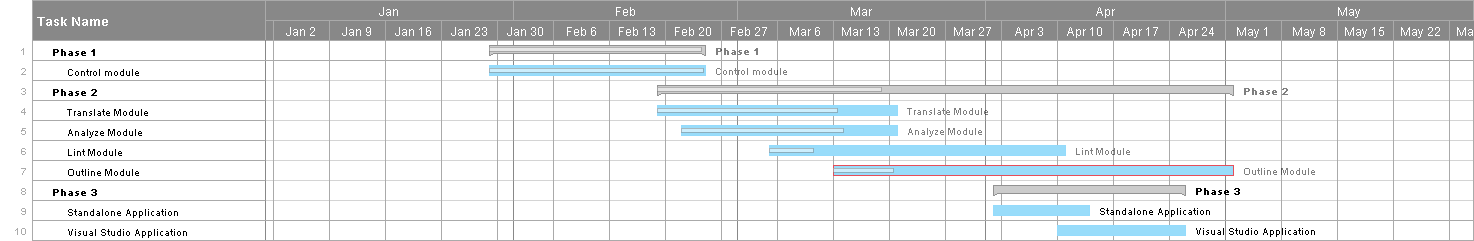 Task Name
Jan Feb Mar Apr May
Jan 2 Jan 9 Jan 16 Jan 23 Jan 30 Feb 6 Feb 13 Feb 20 Feb 27 Mar 6 Mar 13 Mar 20 Mar 27 Apr 3 Apr 10 Apr 17 Apr 24 May 1 May 8 May 15 May 22 Ma
1 Phase 1 Phase 1
2 Control module Control module
3 Phase 2 Phase 2
4 Translate Module Translate Module
5 Analyze Module Analyze Module
6 Lint Module Lint Module
7 Outline Module Outline Module
8 Phase 3 Phase 3
9 Standalone Application Standalone Application
10 Visual Studio Application Visual Studio Application